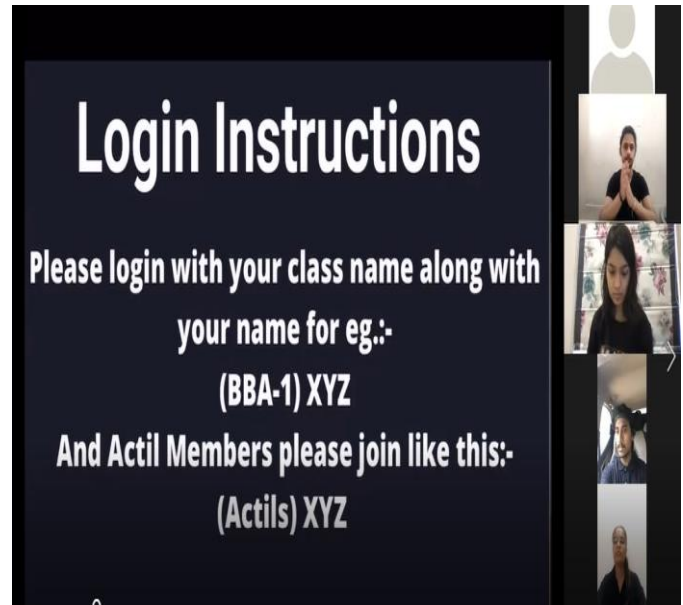 Login Instructions
Please login with your class name along with
your name for eg.:-
(BBA-1) XYZ
And Actil Members please join like this:-
(Actils) XYZ